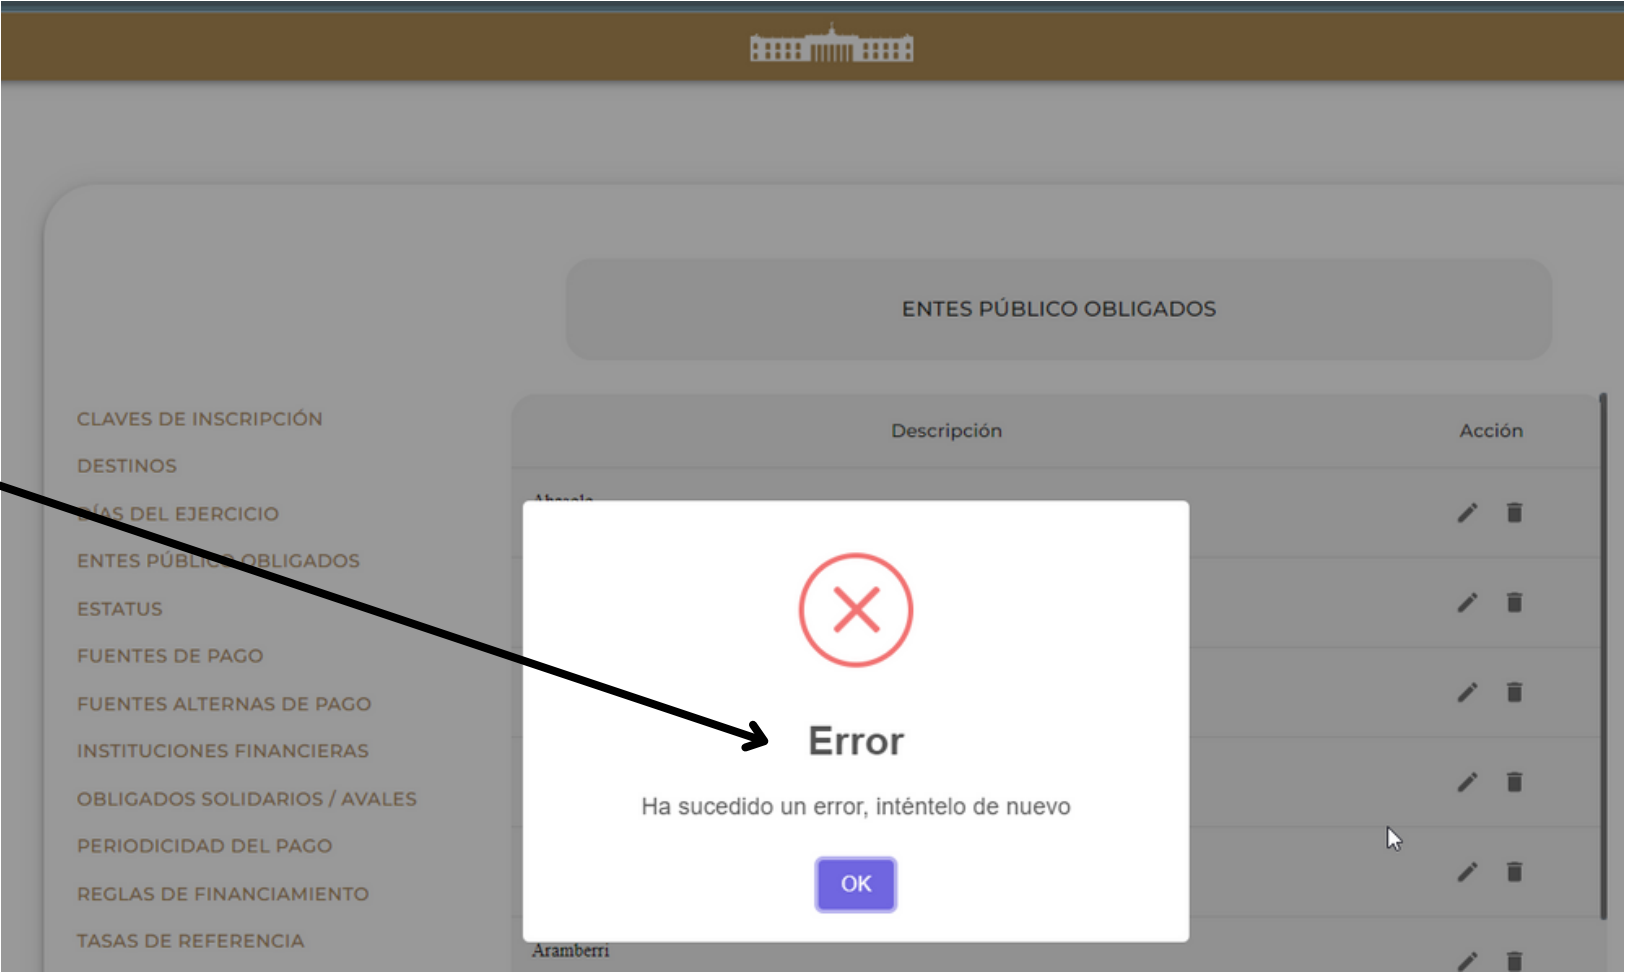 ENTES PÚBLICO OBLIGADOS
CLAVES DE INSCRIPCIÓN
DESTINOS
DÍAS DEL EJERCICIO
ENTES PÚBLICO OBLIGADOS
ESTATUS
FUENTES DE PAGO
FUENTES ALTERNAS DE PAGO
INSTITUCIONES FINANCIERAS
OBLIGADOS SOLIDARIOS / AVALES
PERIODICIDAD DEL PAGO
REGLAS DE FINANCIAMIENTO
TASAS DE REFERENCIA
Descripción
Acción
Error
Ha sucedido un error, inténtelo de nuevo
OK
Aramberri